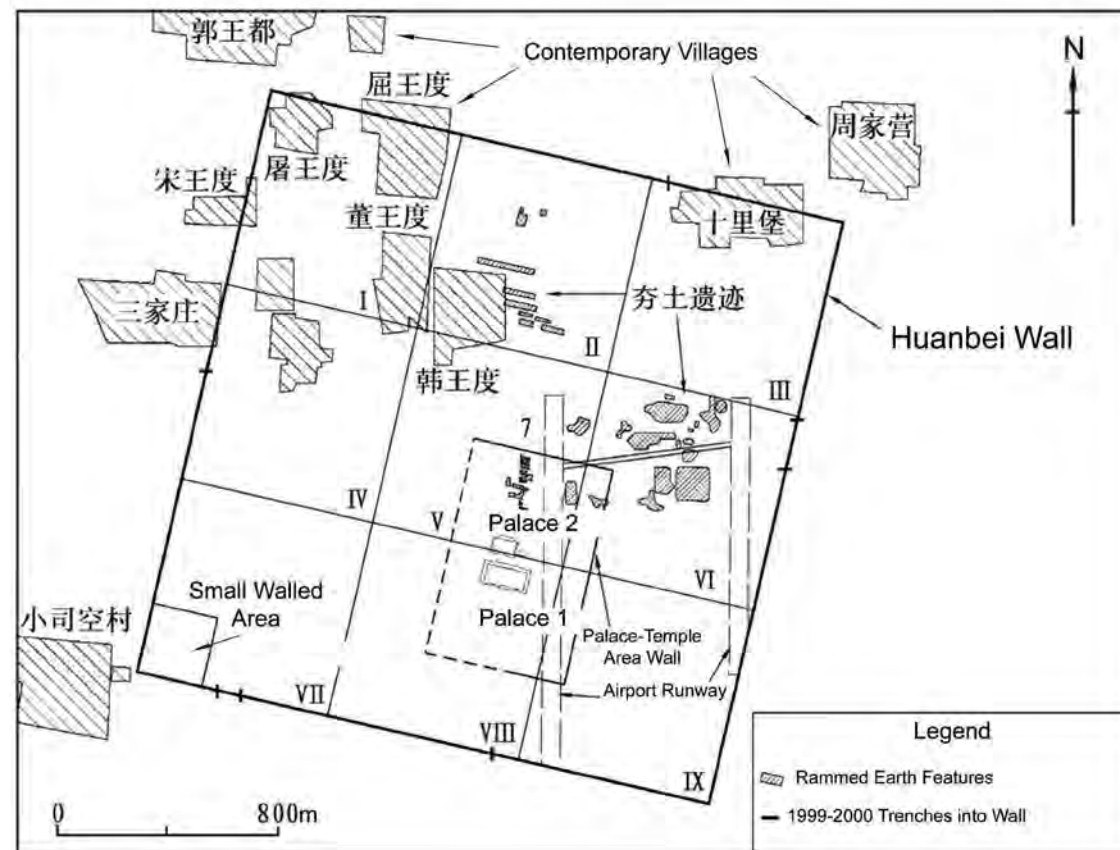 郭王都
Contemporary Villages
N
屈王度
周家营
屠王度
宋王度
董王度
十里堡
三家庄
I
夯土遗迹
Huanbei Wall
II
韩王度
III
7
IV
V
Palace 2
VI
Small Walled
Area
小司空村
Palace 1
Palace-Temple
Area Wall
Airport Runway
VII
VIII
IX
Legend
Rammed Earth Features
1999-2000 Trenches into Wall
0
800m